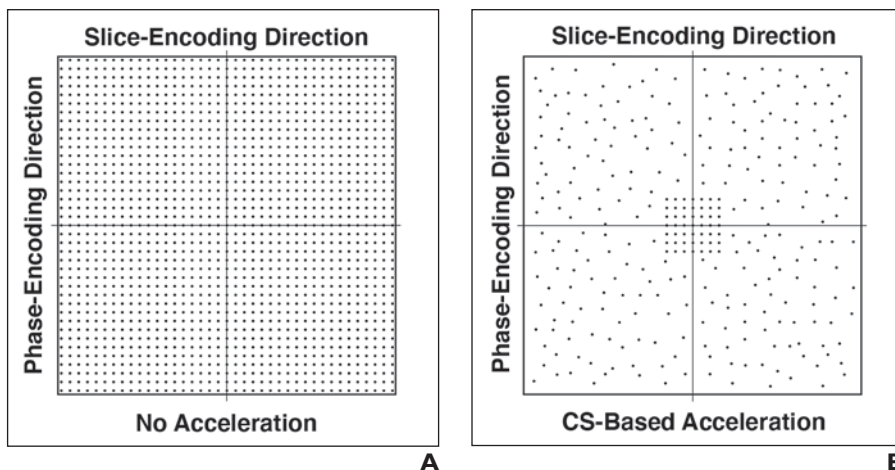 Slice-Encoding Direction
Phase-Encoding Direction
No Acceleration
A
Slice-Encoding Direction
Phase-Encoding Direction
CS-Based Acceleration